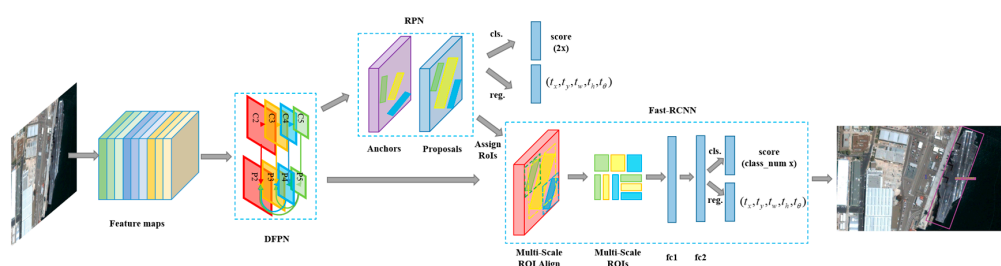 RPN
cls.
score
(2x)
reg.
(t_x,t_y,t_w,t_h,t_θ)
Anchors
Proposals
Assign
RoIs
C2
C3
C4
C5
P2
P3
P4
P5
Feature maps
DFPN
Fast-RCNN
Multi-Scale
ROI Align
Multi-Scale
ROIs
fc1
fc2
cls.
score
(class_num x)
reg.
(t_x,t_y,t_w,t_h,t_θ)